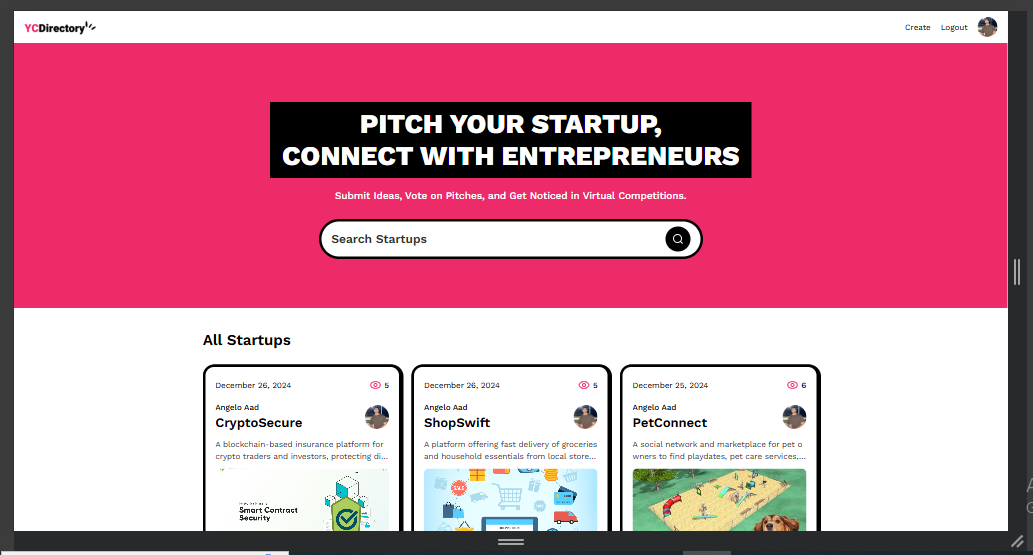 YCDirectory
Create Logout
PITCH YOUR STARTUP,
CONNECT WITH ENTREPRENEURS
Submit Ideas, Vote on Pitches, and Get Noticed in Virtual Competitions.
Search Startups
All Startups
December 26, 2024 5
Angelo Aad
CryptoSecure
A blockchain-based insurance platform for
crypto traders and investors, protecting di...
Smart Contract
Security
December 26, 2024 5
Angelo Aad
ShopSwift
A platform offering fast delivery of groceries
and household essentials from local store...
SALE
December 25, 2024 6
Angelo Aad
PetConnect
A social network and marketplace for pet o
wners to find playdates, pet care services,...